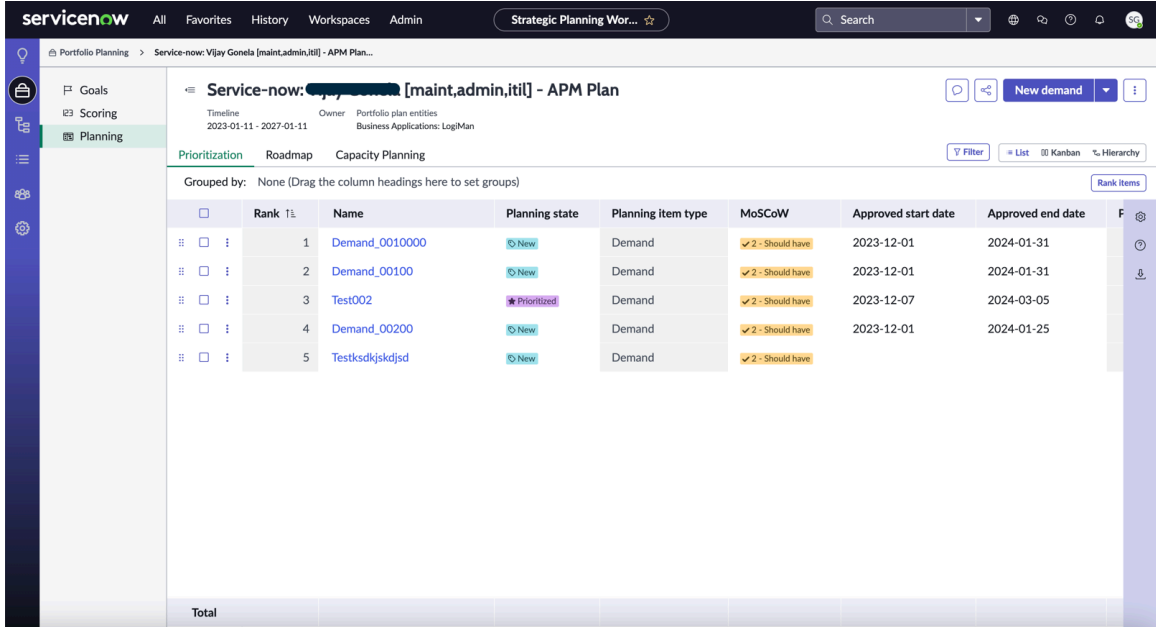 servicenow All Favorites History Workspaces Admin Strategic Planning Wor... Search SG
Portfolio Planning > Service-now: Vijay Gonela [maint,admin,itil] - APM Plan...
Goals
Scoring
Planning
Service-now: [maint,admin,itil] - APM Plan
New demand
Timeline Owner Portfolio plan entities
2023-01-11 - 2027-01-11 Business Applications: LogiMan
Prioritization Roadmap Capacity Planning
Filter List Kanban Hierarchy
Grouped by: None (Drag the column headings here to set groups)
Rank items
Rank Name Planning state Planning item type MoSCoW Approved start date Approved end date
1 Demand_0010000 New Demand 2 - Should have 2023-12-01 2024-01-31
2 Demand_00100 New Demand 2 - Should have 2023-12-01 2024-01-31
3 Test002 Prioritized Demand 2 - Should have 2023-12-07 2024-03-05
4 Demand_00200 New Demand 2 - Should have 2023-12-01 2024-01-25
5 Testksdkjskdjsd New Demand 2 - Should have
Total